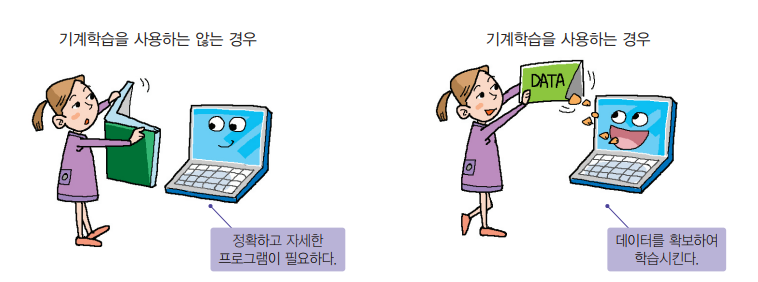 기계학습을 사용하는 않는 경우
기계학습을 사용하는 경우
DATA
정확하고 자세한
프로그램이 필요하다.
데이터를 확보하여
학습시킨다.